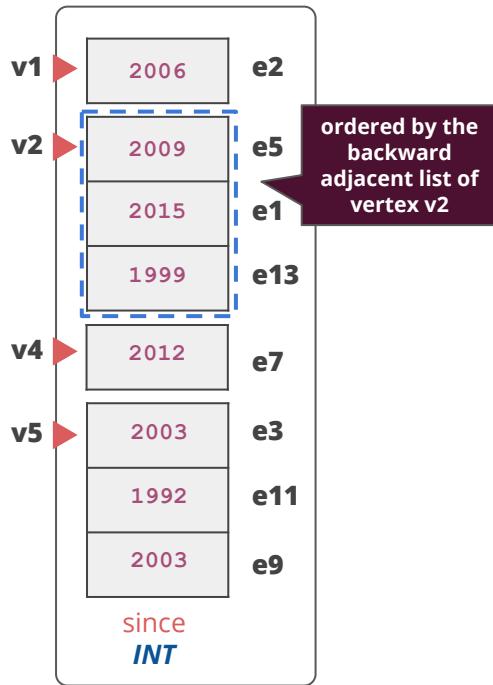 v1 2006 e2
v2 2009 e5
ordered by the
backward
adjacent list of
vertex v2
2015 e1
1999 e13
v4 2012 e7
v5 2003 e3
1992 e11
2003 e9
since
INT